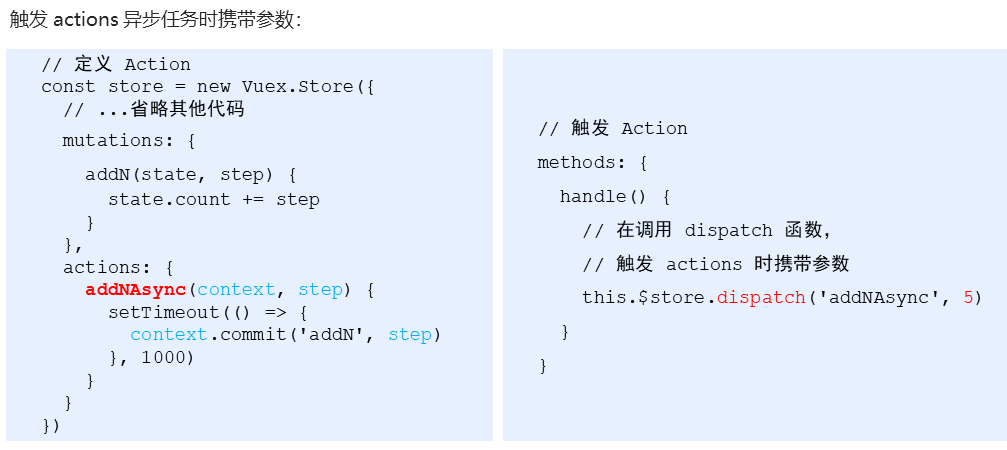 触发 actions 异步任务时携带参数：
// 定义 Action
const store = new Vuex.Store({
  // ...省略其他代码
  mutations: {
    addN(state, step) {
      state.count += step
    }
  },
  actions: {
    addNAsync(context, step) {
      setTimeout(() => {
        context.commit('addN', step)
      }, 1000)
    }
  }
})
// 触发 Action
methods: {
  handle() {
    // 在调用 dispatch 函数，
    // 触发 actions 时携带参数
    this.$store.dispatch('addNAsync', 5)
  }
}